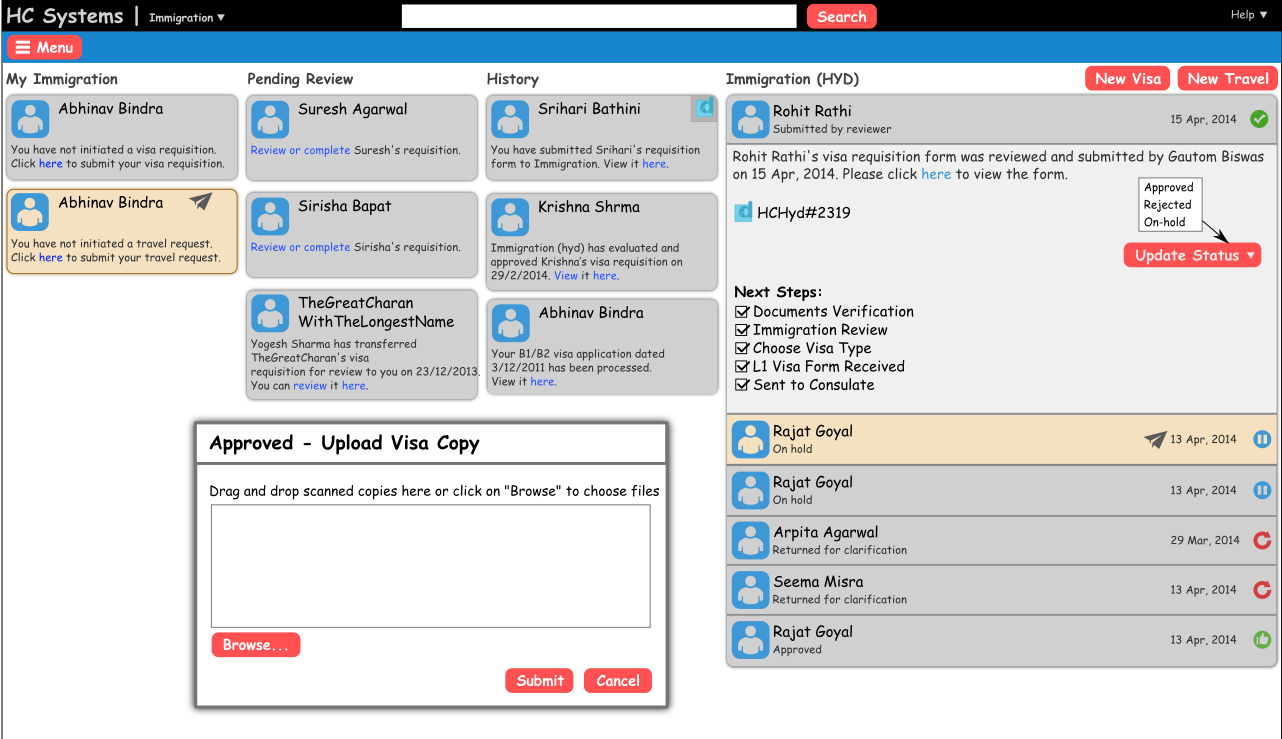 HC Systems | Immigration ▼
Search
Help ▼
Menu
My Immigration
Abhinav Bindra
You have not initiated a visa requisition.
Click here to submit your visa requisition.
Abhinav Bindra
You have not initiated a travel request.
Click here to submit your travel request.
Pending Review
Suresh Agarwal
Review or complete Suresh's requisition.
Sirisha Bapat
Review or complete Sirisha's requisition.
TheGreatCharan
WithTheLongestName
Yogesh Sharma has transferred
TheGreatCharan's visa
requisition for review to you on 23/12/2013.
You can review it here.
History
Srihari Bathini
d
You have submitted Srihari's requisition
form to Immigration. View it here.
Krishna Shrma
Immigration (hyd) has evaluated and
approved Krishna's visa requisition on
29/2/2014. View it here.
Abhinav Bindra
Your B1/B2 visa application dated
3/12/2011 has been processed.
View it here.
Immigration (HYD)
New Visa
New Travel
Rohit Rathi
Submitted by reviewer
15 Apr, 2014
Rohit Rathi's visa requisition form was reviewed and submitted by Gautom Biswas
on 15 Apr, 2014. Please click here to view the form.
d HCHyd#2319
Approved
Rejected
On-hold
Update Status ▼
Next Steps:
Documents Verification
Immigration Review
Choose Visa Type
L1 Visa Form Received
Sent to Consulate
Rajat Goyal
On hold
13 Apr, 2014
Rajat Goyal
On hold
13 Apr, 2014
Arpita Agarwal
Returned for clarification
29 Mar, 2014
Seema Misra
Returned for clarification
13 Apr, 2014
Rajat Goyal
Approved
13 Apr, 2014
Approved - Upload Visa Copy
Drag and drop scanned copies here or click on "Browse" to choose files
Browse...
Submit
Cancel